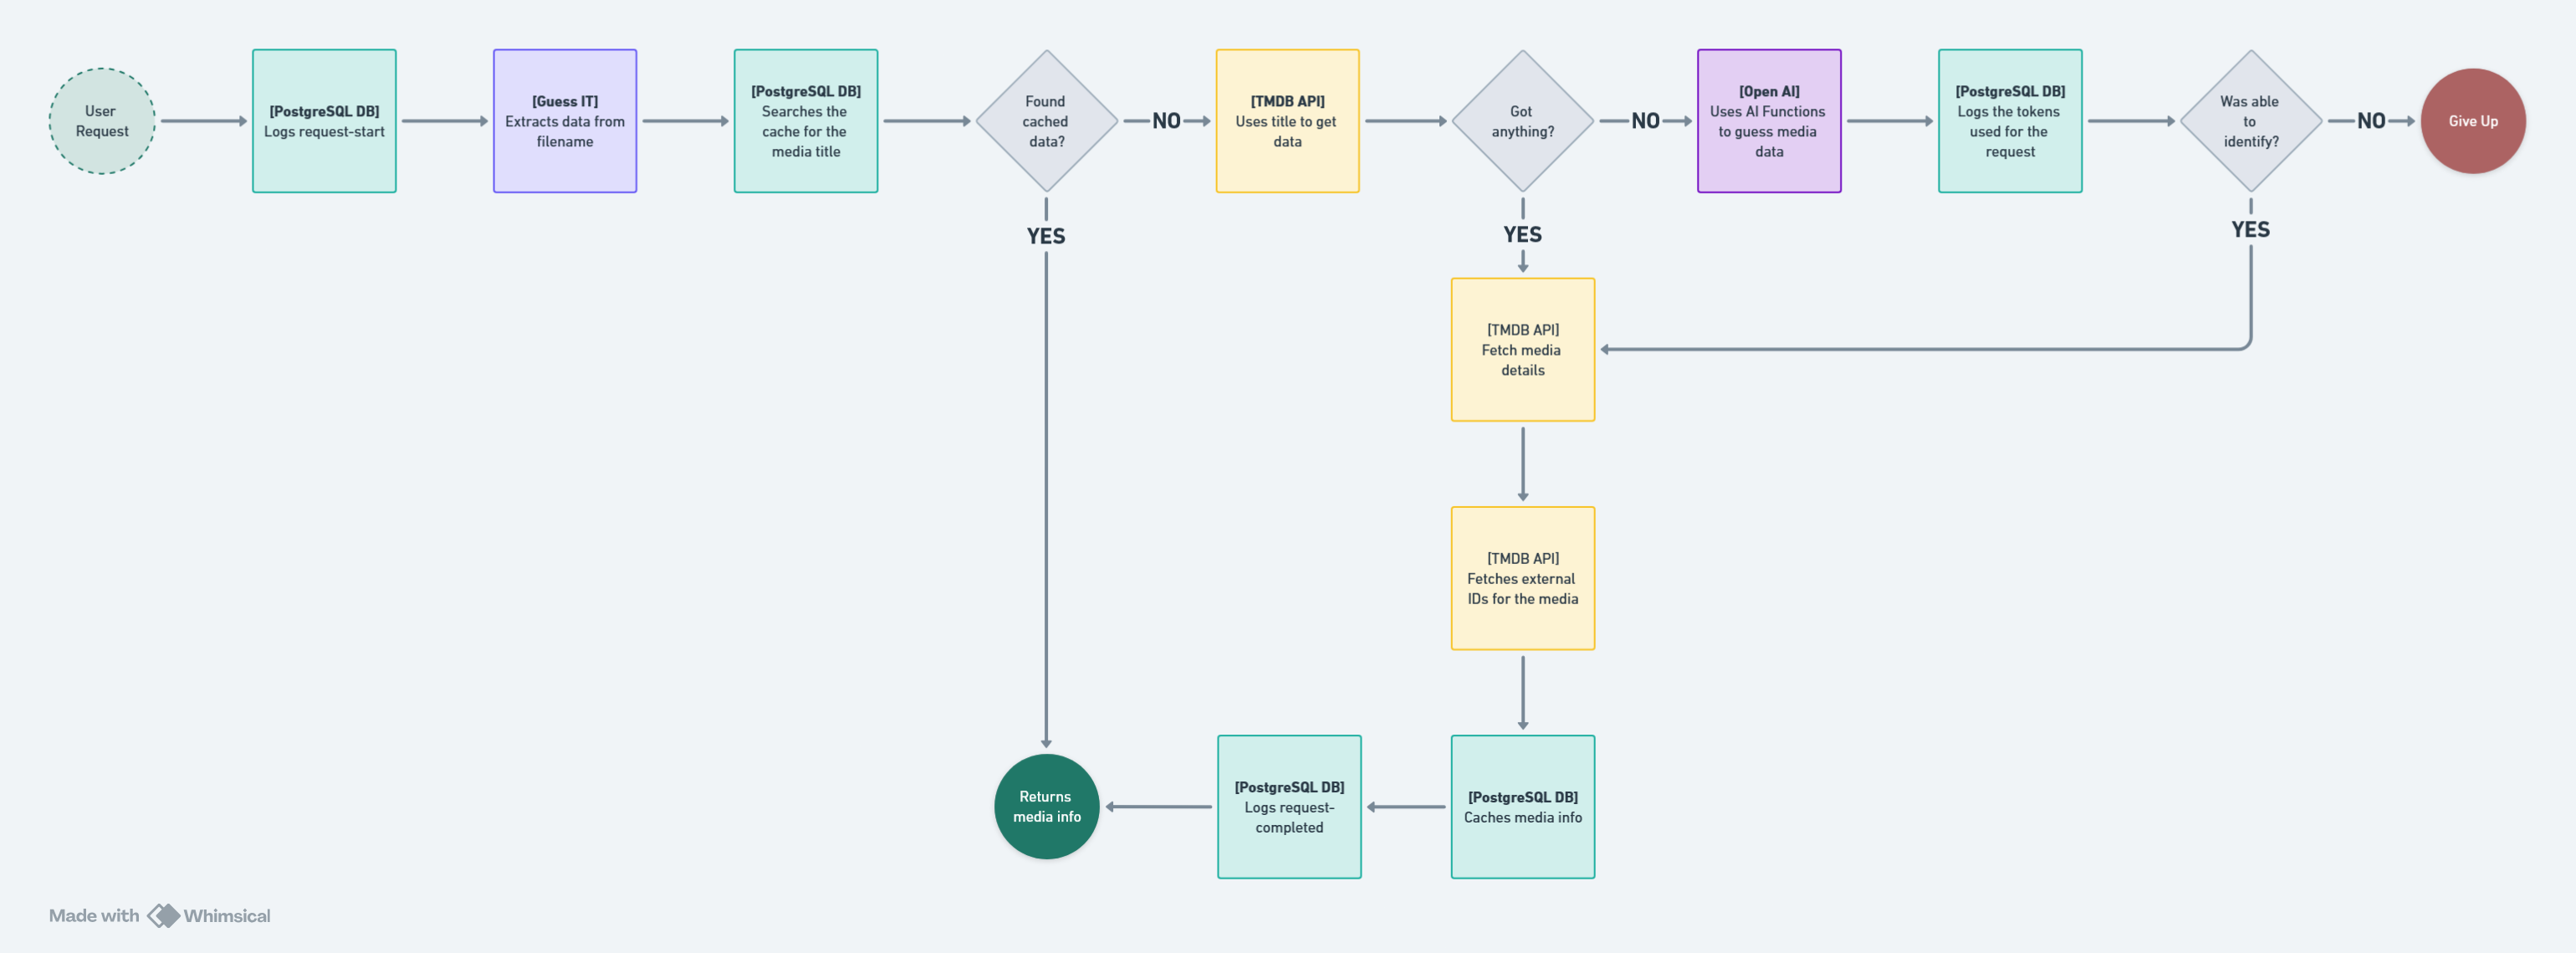 User
Request
[PostgreSQL DB]
Logs request-start
[Guess IT]
Extracts data from
filename
[PostgreSQL DB]
Searches the
cache for the
media title
Found
cached
data?
NO
[TMDB API]
Uses title to get
data
Got
anything?
NO
[Open AI]
Uses AI Functions
to guess media
data
[PostgreSQL DB]
Logs the tokens
used for the
request
Was able
to
identify?
NO
Give Up
YES
YES
YES
[TMDB API]
Fetch media
details
[TMDB API]
Fetches external
IDs for the media
Returns
media info
[PostgreSQL DB]
Logs request-
completed
[PostgreSQL DB]
Caches media info
Made with Whimsical